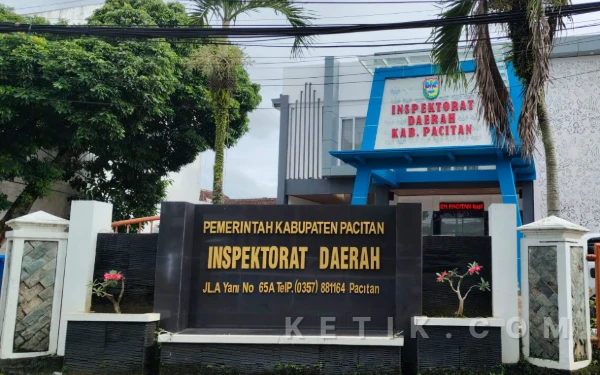 INSPEKTORAT
DAERAH
KAB. PACITAN
PEMERINTAH KABUPATEN PACITAN
INSPEKTORAT DAERAH
JL.A Yani No 65A TelP. (0357) 881164 Pacitan
KETIK.COM